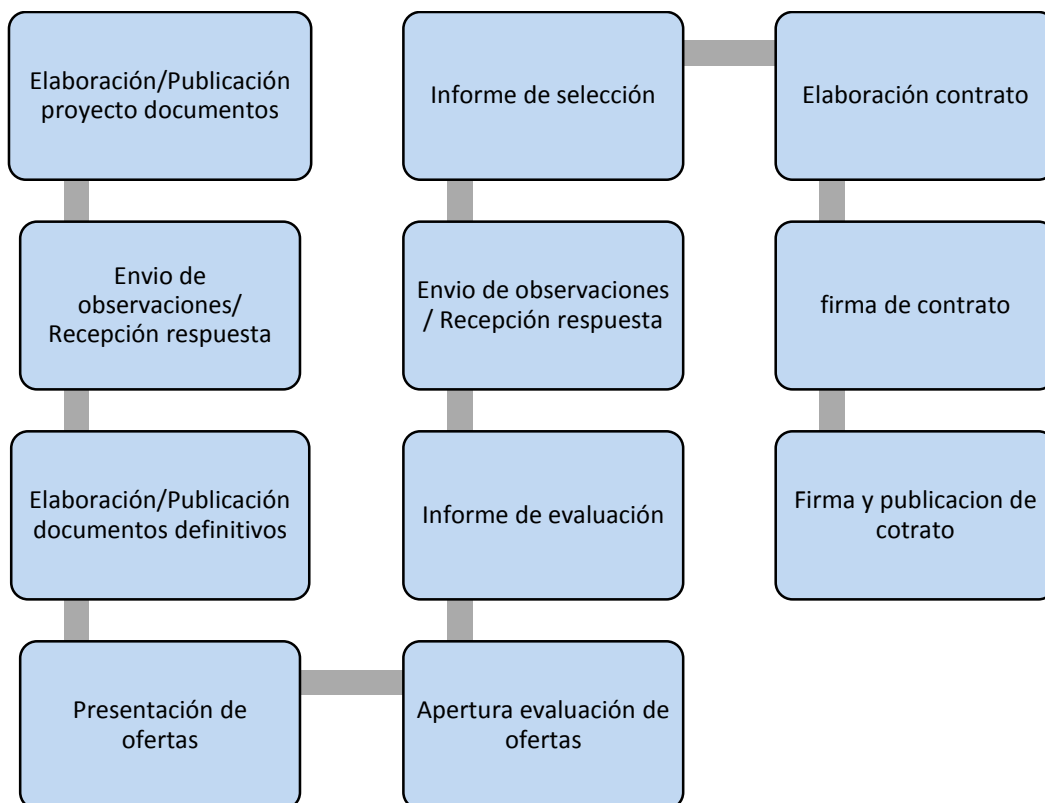 Elaboración/Publicación
proyecto documentos
Envio de
observaciones/
Recepción respuesta
Elaboración/Publicación
documentos definitivos
Presentación de
ofertas
Apertura evaluación de
ofertas
Informe de evaluación
Envio de observaciones
/ Recepción respuesta
Informe de selección
Elaboración contrato
firma de contrato
Firma y publicacion de
cotrato